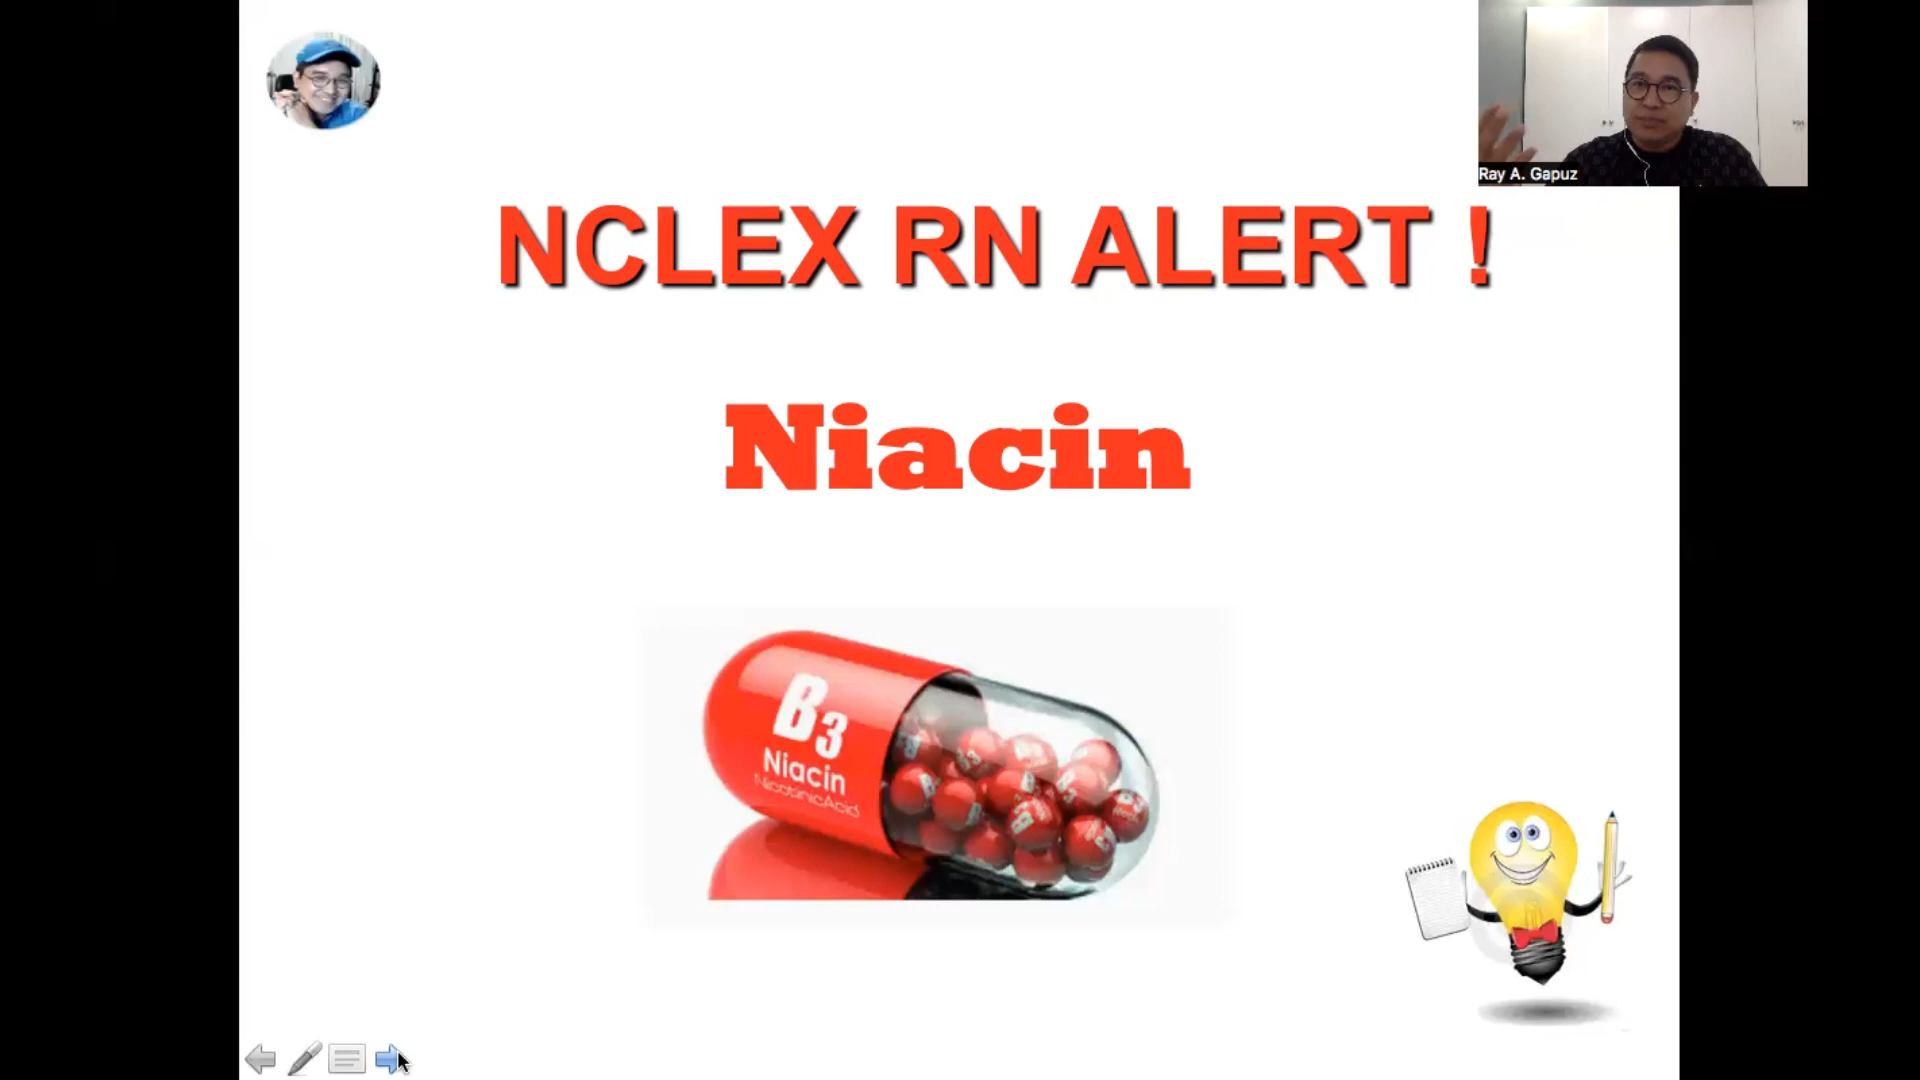 Ray A. Gapuz
NCLEX RN ALERT !
Niacin
B3
Niacin
NicotinicAcid